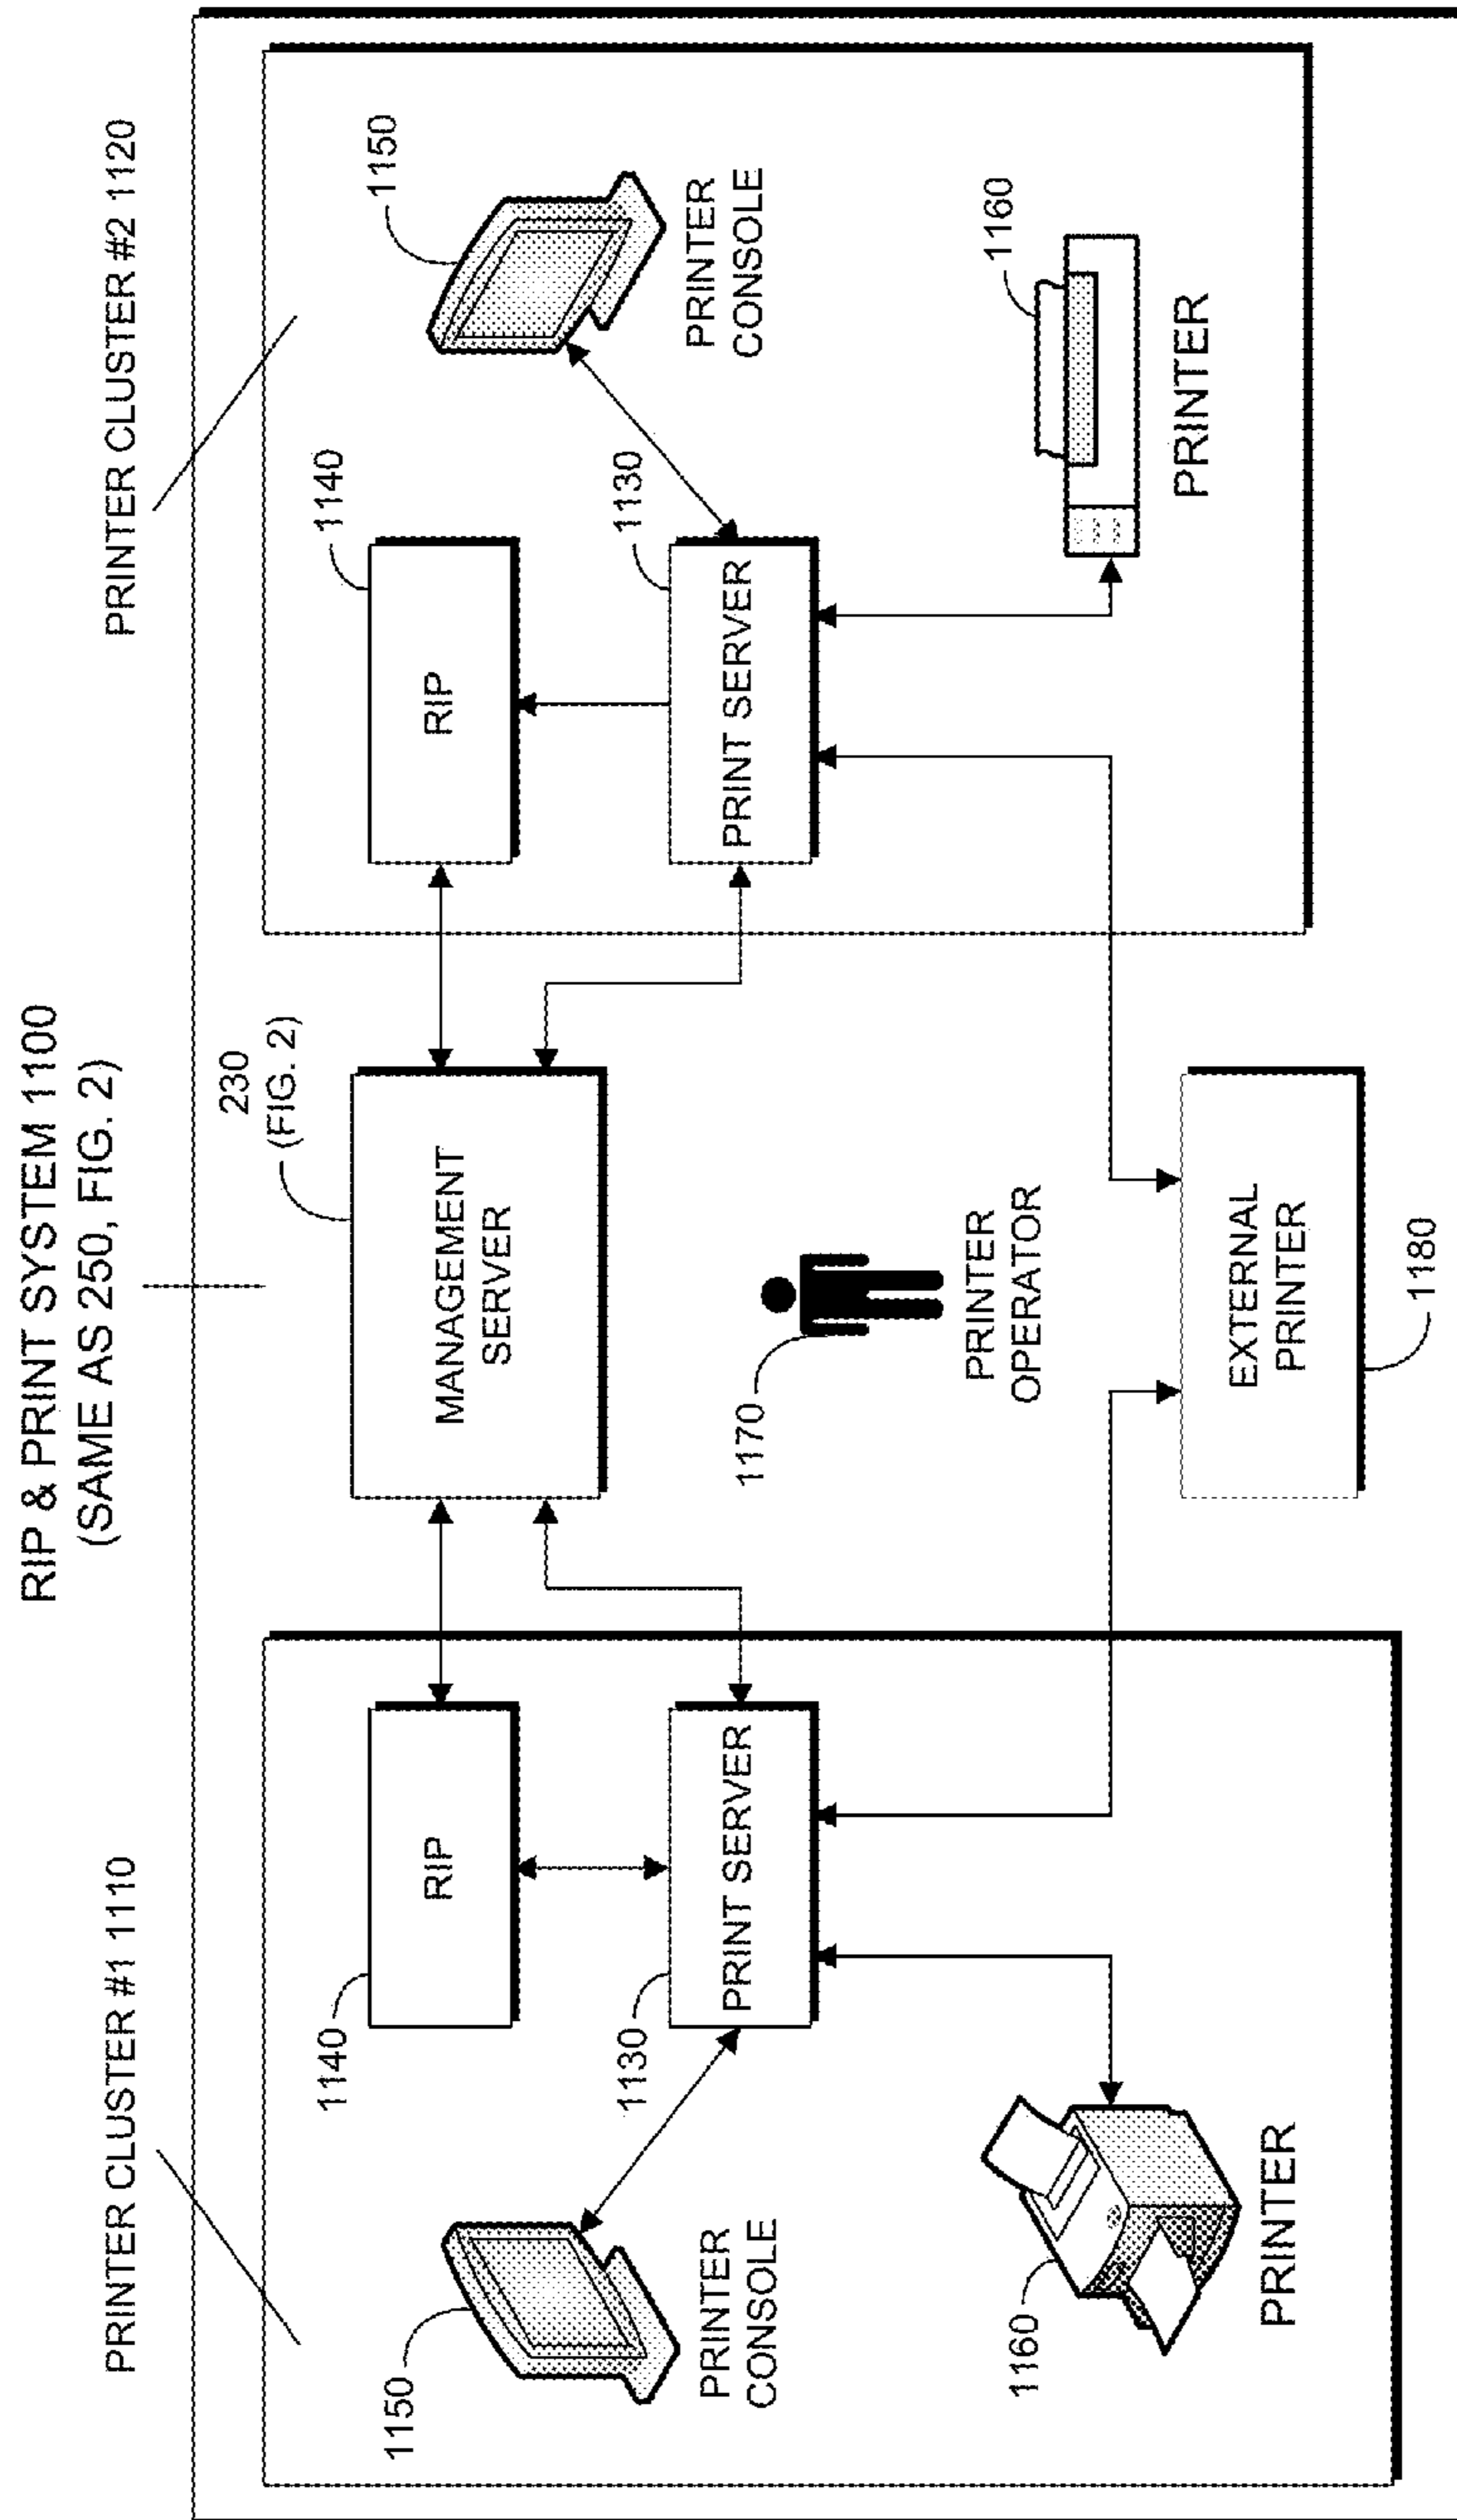 RIP & PRINT SYSTEM 1100
(SAME AS 250, FIG. 2)
PRINTER CLUSTER #1 1110
PRINTER CLUSTER #2 1120
230
(FIG. 2)
1140
RIP
MANAGEMENT
SERVER
RIP
1140
1150
PRINTER
CONSOLE
1130
PRINT SERVER
PRINT SERVER
1130
1150
PRINTER
CONSOLE
1170
PRINTER
OPERATOR
1160
PRINTER
EXTERNAL
PRINTER
1180
1160
PRINTER